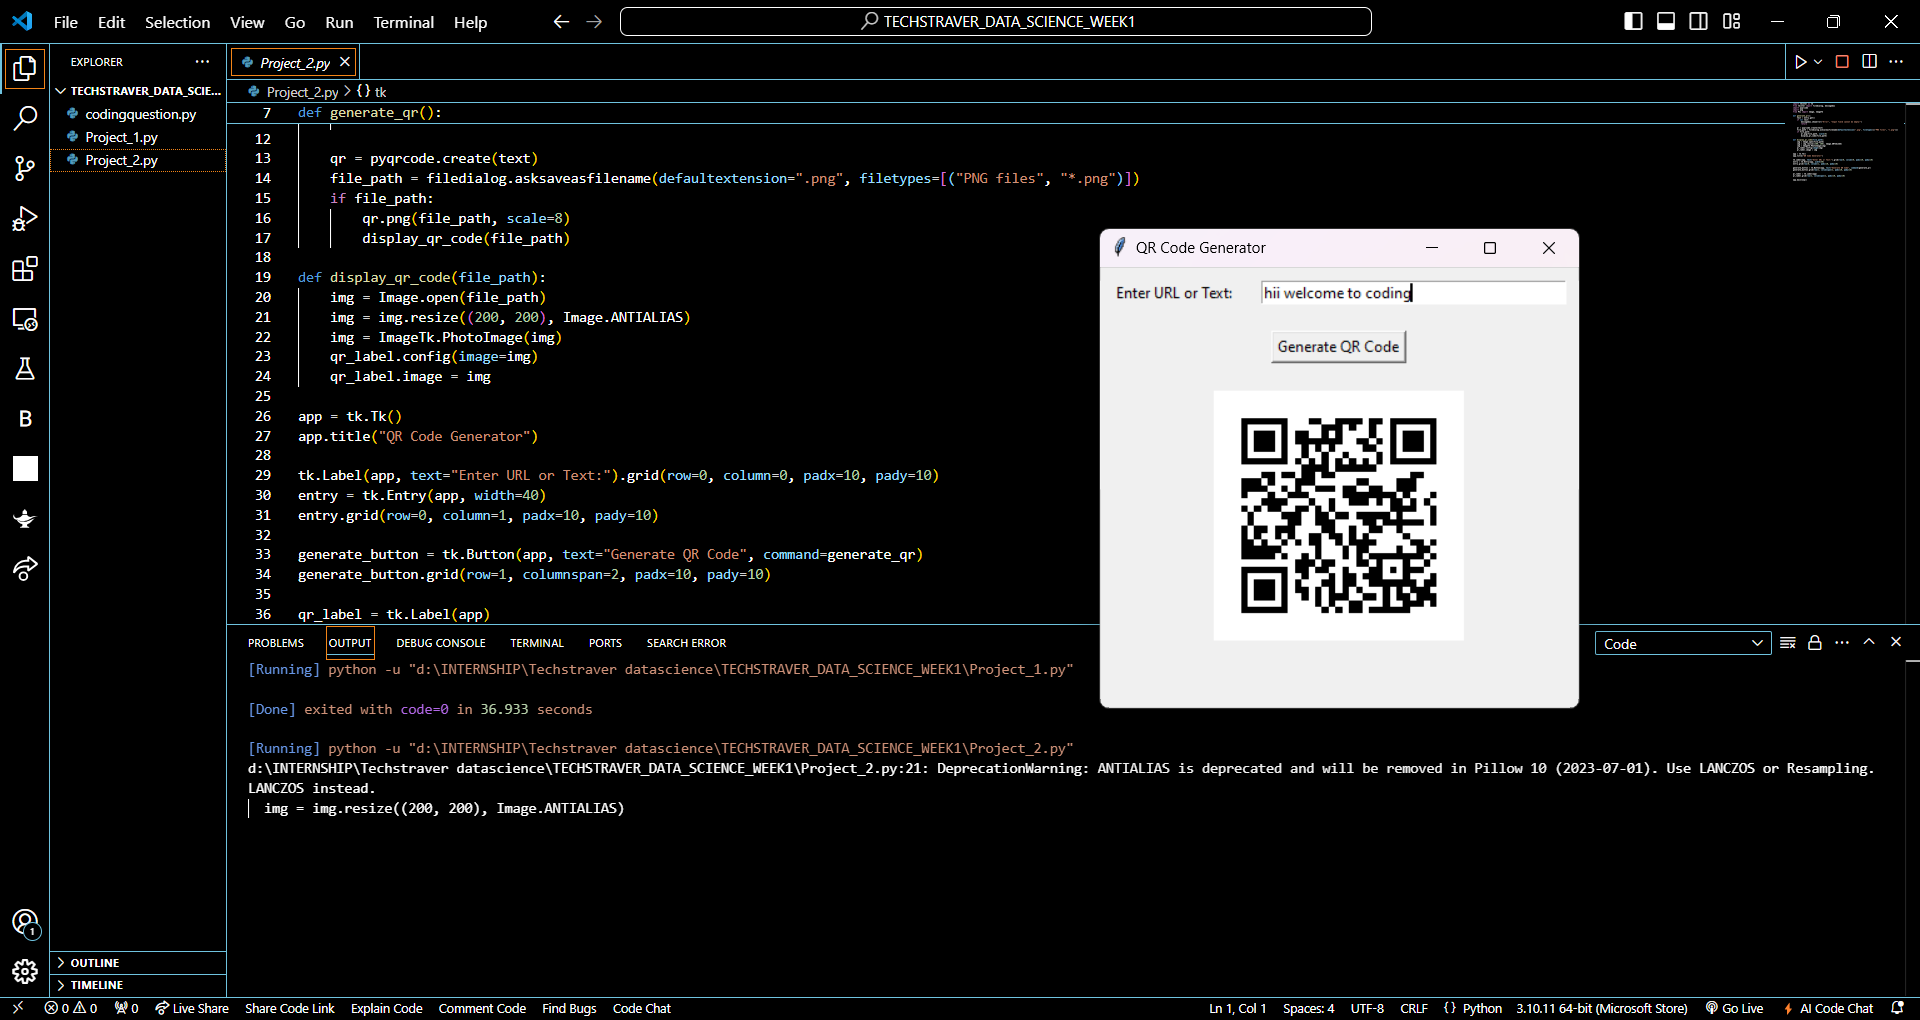 File Edit Selection View Go Run Terminal Help
TECHSTRAVER_DATA_SCIENCE_WEEK1
EXPLORER
TECHSTRAVER_DATA_SCIE...
codingquestion.py
Project_1.py
Project_2.py
OUTLINE
TIMELINE
Project_2.py
Project_2.py > {} tk
7 def generate_qr():
12
13 qr = pyqrcode.create(text)
14 file_path = filedialog.asksaveasfilename(defaultextension=".png", filetypes=[("PNG files", "*.png")])
15 if file_path:
16 qr.png(file_path, scale=8)
17 display_qr_code(file_path)
18
19 def display_qr_code(file_path):
20 img = Image.open(file_path)
21 img = img.resize((200, 200), Image.ANTIALIAS)
22 img = ImageTk.PhotoImage(img)
23 qr_label.config(image=img)
24 qr_label.image = img
25
26 app = tk.Tk()
27 app.title("QR Code Generator")
28
29 tk.Label(app, text="Enter URL or Text:").grid(row=0, column=0, padx=10, pady=10)
30 entry = tk.Entry(app, width=40)
31 entry.grid(row=0, column=1, padx=10, pady=10)
32
33 generate_button = tk.Button(app, text="Generate QR Code", command=generate_qr)
34 generate_button.grid(row=1, columnspan=2, padx=10, pady=10)
35
36 qr_label = tk.Label(app)
QR Code Generator
Enter URL or Text: hii welcome to coding
Generate QR Code
PROBLEMS OUTPUT DEBUG CONSOLE TERMINAL PORTS SEARCH ERROR
Code
[Running] python -u "d:\INTERNSHIP\Techstraver datascience\TECHSTRAVER_DATA_SCIENCE_WEEK1\Project_1.py"
[Done] exited with code=0 in 36.933 seconds
[Running] python -u "d:\INTERNSHIP\Techstraver datascience\TECHSTRAVER_DATA_SCIENCE_WEEK1\Project_2.py"
d:\INTERNSHIP\Techstraver datascience\TECHSTRAVER_DATA_SCIENCE_WEEK1\Project_2.py:21: DeprecationWarning: ANTIALIAS is deprecated and will be removed in Pillow 10 (2023-07-01). Use LANCZOS or Resampling.
LANCZOS instead.
img = img.resize((200, 200), Image.ANTIALIAS)
B
1
0 0 0 Live Share Share Code Link Explain Code Comment Code Find Bugs Code Chat Ln 1, Col 1 Spaces: 4 UTF-8 CRLF {} Python 3.10.11 64-bit (Microsoft Store) Go Live AI Code Chat